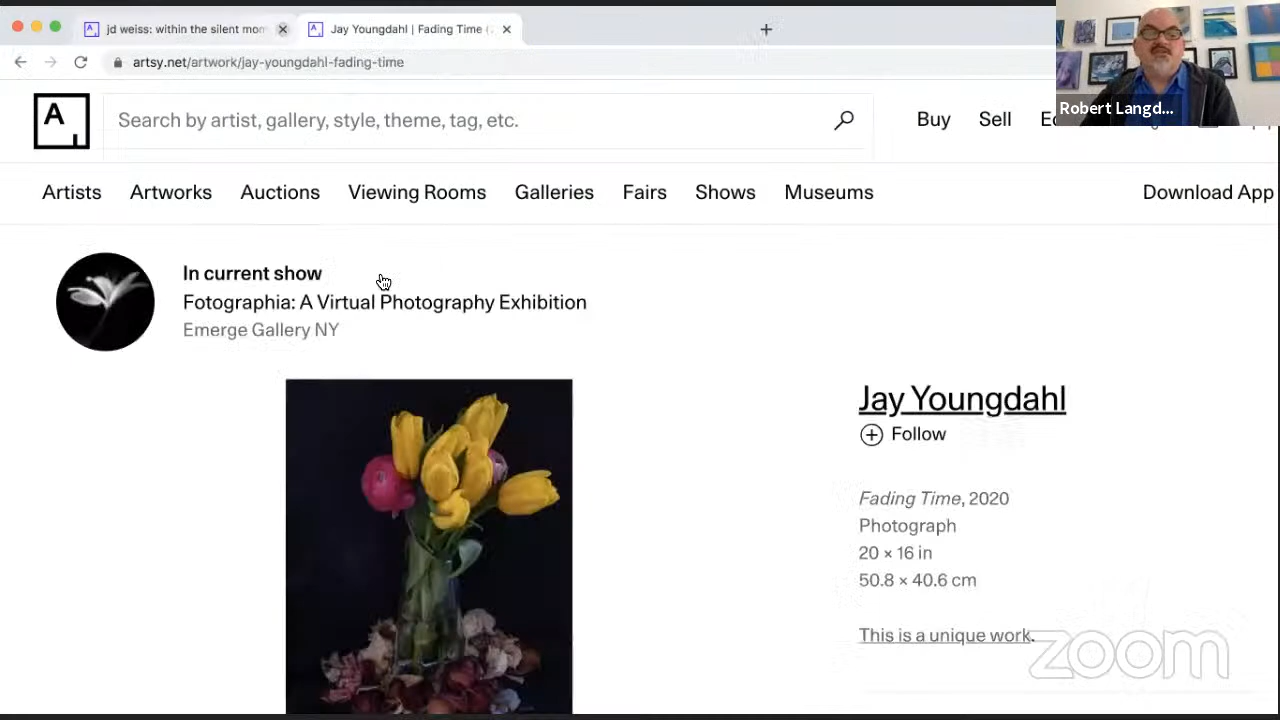 jd weiss: within the silent mom
Jay Youngdahl | Fading Time (
artsy.net/artwork/jay-youngdahl-fading-time
Robert Langd...
A
Search by artist, gallery, style, theme, tag, etc.
Buy Sell
Artists Artworks Auctions Viewing Rooms Galleries Fairs Shows Museums Download App
In current show
Fotographia: A Virtual Photography Exhibition
Emerge Gallery NY
Jay Youngdahl
Follow
Fading Time, 2020
Photograph
20 × 16 in
50.8 × 40.6 cm
This is a unique work.
zoom